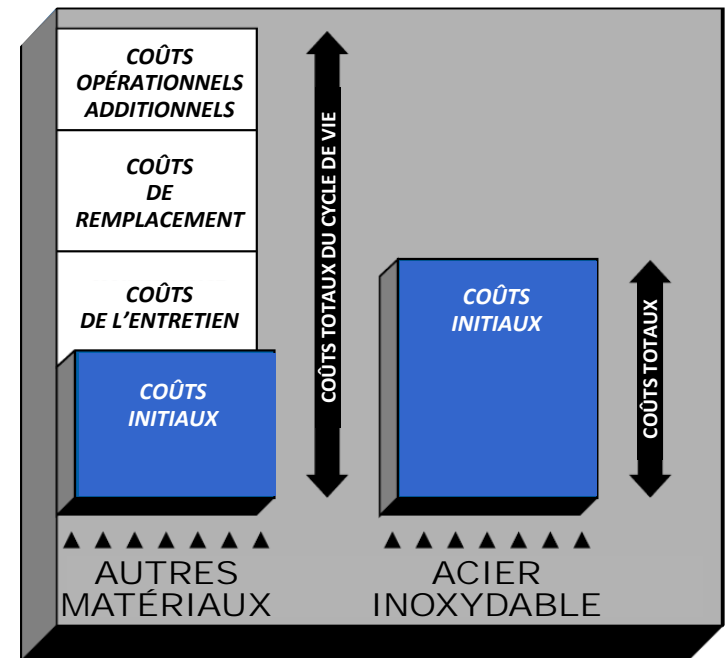 COÛTS
OPÉRATIONNELS
ADDITIONNELS
COÛTS
DE
REMPLACEMENT
COÛTS
DE L’ENTRETIEN
COÛTS
INITIAUX
COÛTS TOTAUX DU CYCLE DE VIE
COÛTS
INITIAUX
COÛTS TOTAUX
AUTRES
MATÉRIAUX
ACIER
INOXYDABLE